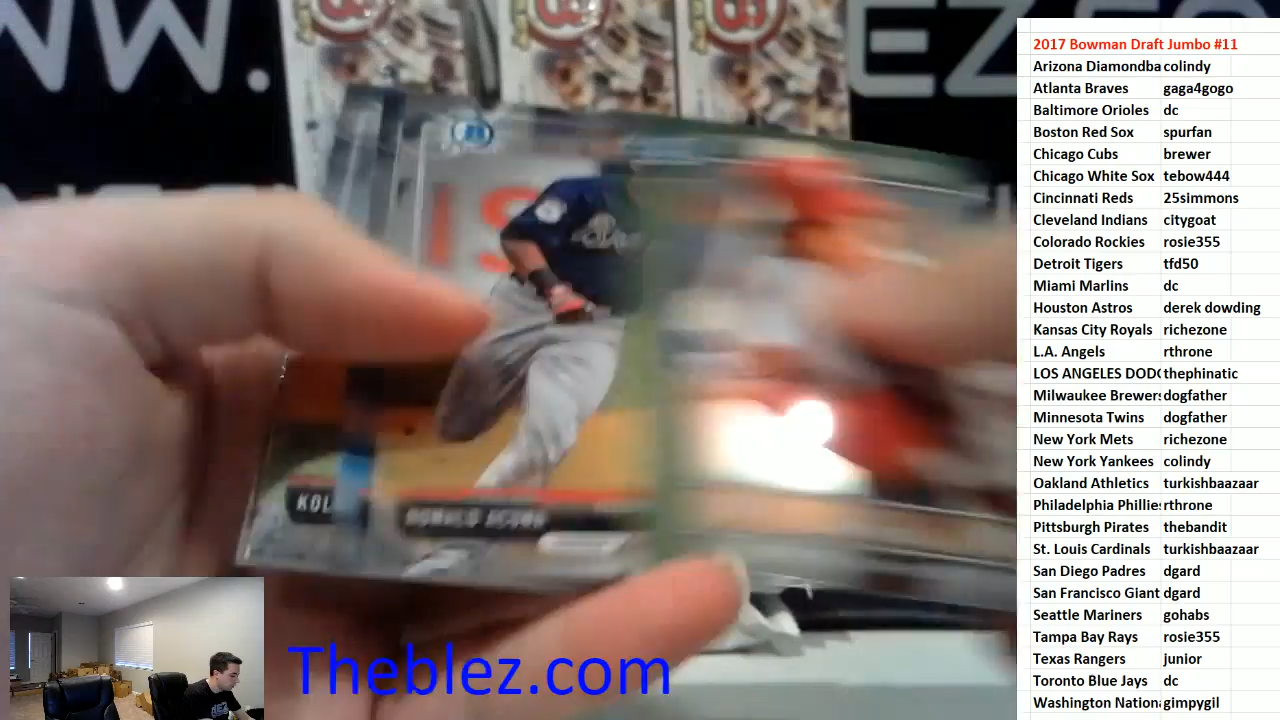 2017 Bowman Draft Jumbo #11
Arizona Diamondba colindy
Atlanta Braves gaga4gogo
Baltimore Orioles dc
Boston Red Sox spurfan
Chicago Cubs brewer
Chicago White Sox tebow444
Cincinnati Reds 25simmons
Cleveland Indians citygoat
Colorado Rockies rosie355
Detroit Tigers tfd50
Miami Marlins dc
Houston Astros derek dowding
Kansas City Royals richezone
L.A. Angels rthrone
LOS ANGELES DOD thephinatic
Milwaukee Brewers dogfather
Minnesota Twins dogfather
New York Mets richezone
New York Yankees colindy
Oakland Athletics turkishbaazaar
Philadelphia Phillie rthrone
Pittsburgh Pirates thebandit
St. Louis Cardinals turkishbaazaar
San Diego Padres dgard
San Francisco Giant dgard
Seattle Mariners gohabs
Tampa Bay Rays rosie355
Texas Rangers junior
Toronto Blue Jays dc
Washington Nationa gimpygil
W.
EZ
IS
KOL
RONALD ACUNA
Theblez.com